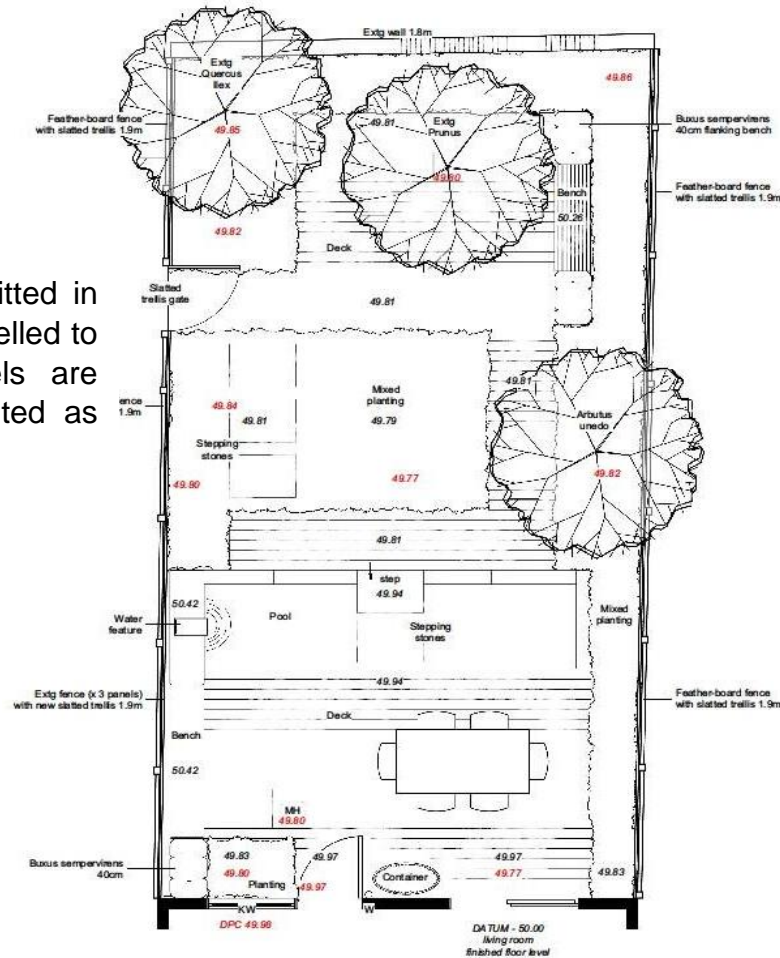 Extg wall 1.8m
Extg
Quercus
Ilex
49.85
Feather-board fence
with slatted trellis 1.9m
49.81
Extg
Prunus
49.80
49.86
Buxus sempervirens
40cm flanking bench
Bench
50.26
Feather-board fence
with slatted trellis 1.9m
49.82
Deck
Slatted
trellis gate
49.81
itted in
elled to
els are
ted as
ence
1.9m
49.84
49.81
Stepping
stones
49.80
Mixed
planting
49.79
49.77
49.81
Arbutus
unedo
49.82
49.81
step
49.94
50.42
Water
feature
Pool
Stepping
stones
Mixed
planting
49.94
Extg fence (x 3 panels)
with new slatted trellis 1.9m
Deck
Feather-board fence
with slatted trellis 1.9m
Bench
50.42
MH
49.80
Buxus sempervirens
40cm
49.83
49.80
Planting
49.97
49.97
Container
49.97
49.77
49.83
KW
W
DPC 49.98
DATUM - 50.00
living room
finished floor level